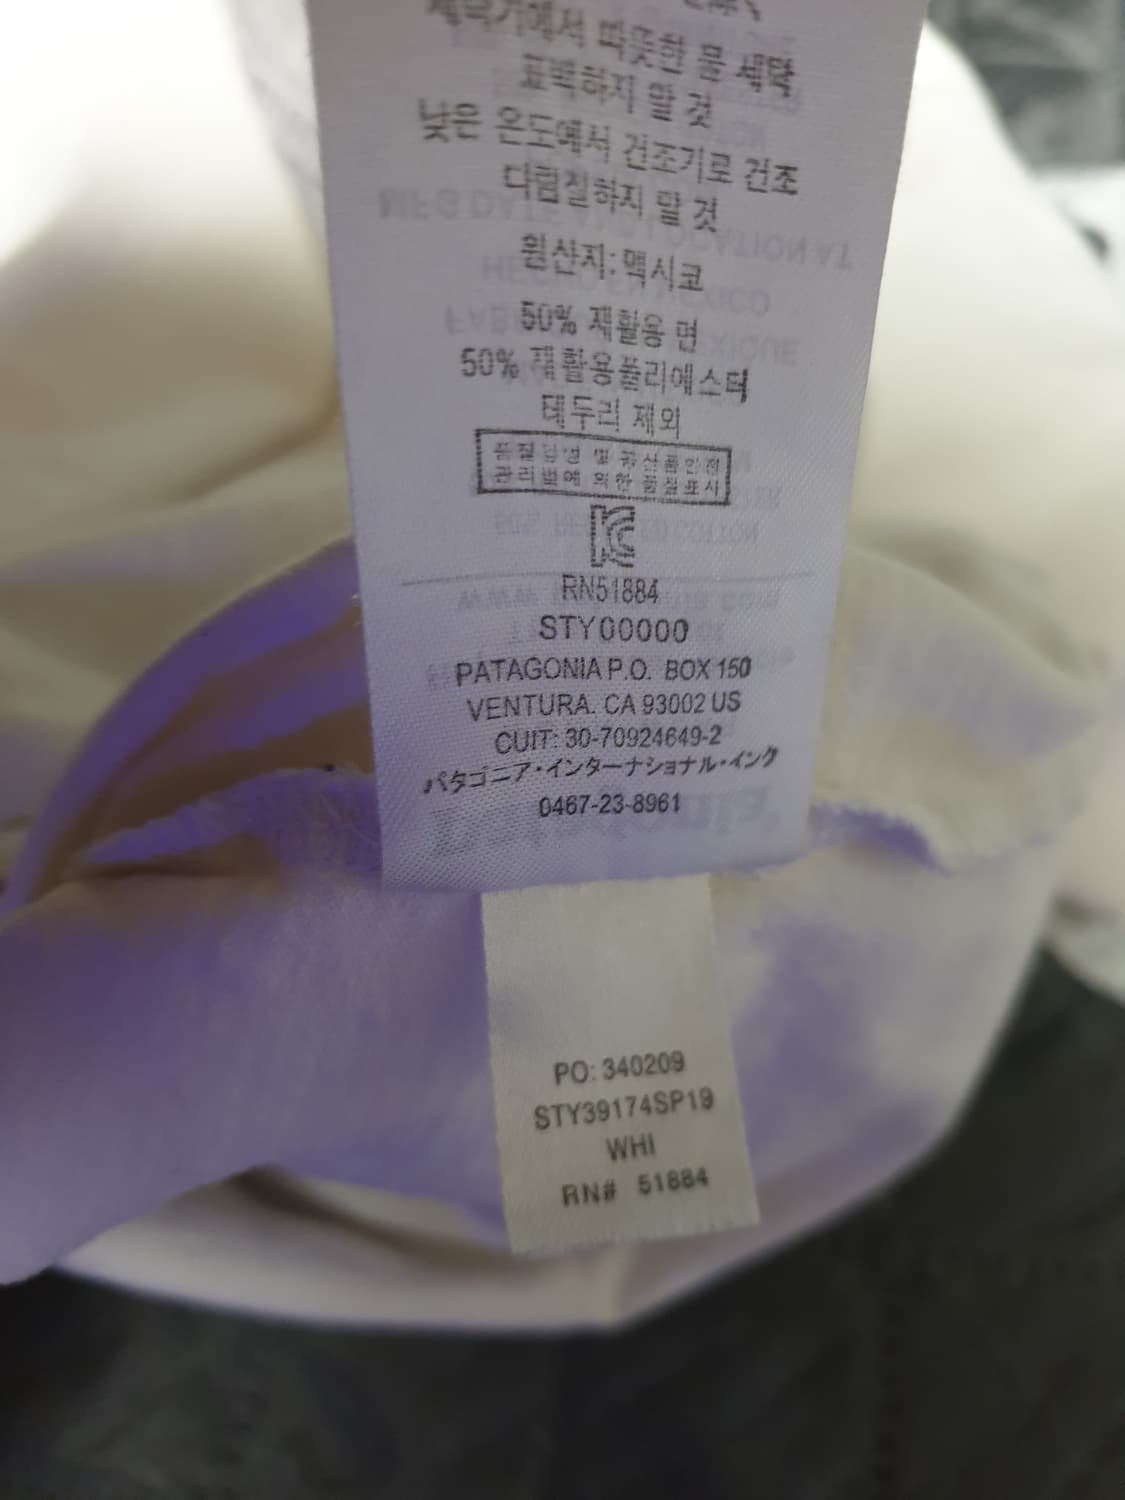 세탁기에서 따뜻한 물 세탁
표백하지 말 것
낮은 온도에서 건조기로 건조
다림질하지 말 것
원산지: 멕시코
50% 재활용 면
50% 재활용폴리에스터
테두리 제외
품질경영 및 공산품안전
관리법에 의한 품질표시
RN51884
STY00000
PATAGONIA P.O. BOX 150
VENTURA. CA 93002 US
CUIT: 30-70924649-2
パタゴニア・インターナショナル・インク
0467-23-8961
PO: 340209
STY39174SP19
WHI
RN# 51884